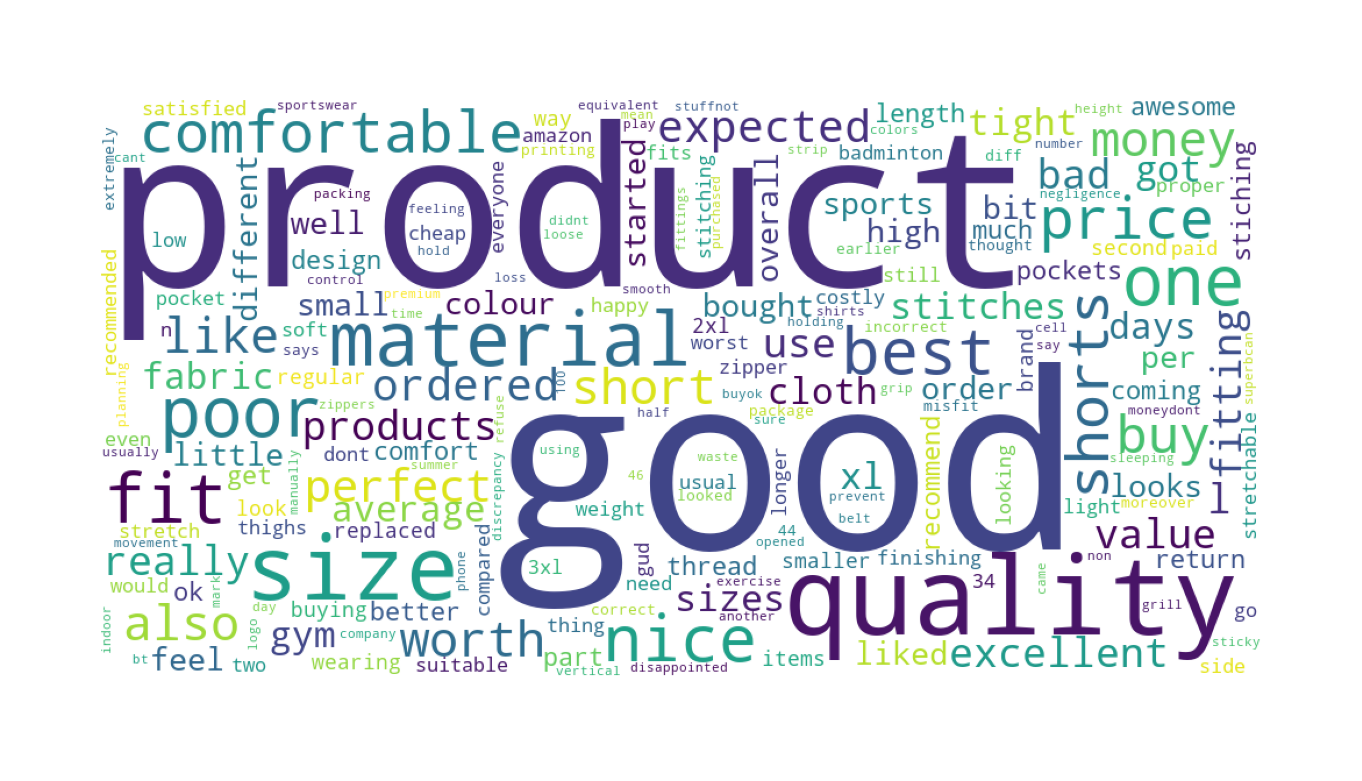 satisfied
sportswear
equivalent
stuffnot
mean
height
awesome
extremely
comfortable
way
amazon
printing
play
expected
fits
colors
length
tight
number
money
cant
product
different
packing
well
feeling
cheap
hold
everyone
didnt
loose
started
fittings
stitching
purchased
overall
strip
badminton
diff
bad
got
proper
negligence
stiching
low
design
control
loss
smooth
sports
high
earlier
bit
much
thought
price
second
paid
still
pockets
one
recommended
pocket
n
like
says
soft
small
premium
time
colour
material
happy
bought
2xl
worst
costly
shirts
holding
stitches
incorrect
use
best
brand
cell
say
shorts
days
per
fitting
superbcan
planning
fabric
regular
zippers
ordered
100
short
refuse
half
zipper
buyok
package
sure
cloth
grip
order
misfit
coming
moneydont
poor
products
good
buy
sleeping
even
usually
little
dont
comfort
summer
manually
discrepancy
using
46
waste
usual
looked
longer
xl
prevent
belt
recommend
looking
light
looks
moreover
stretchable
fit
get
perfect
look
average
stretch
thighs
replaced
weight
44
opened
movement
really
size
phone
compared
3xl
gud
need
thread
smaller
finishing
value
non
return
would
ok
mark
day
logo
buying
better
correct
sizes
exercise
another
quality
34
came
grill
go
indoor
also
gym
company
worth
thing
nice
items
liked
excellent
sticky
bt
feel
two
wearing
suitable
part
vertical
disappointed
side